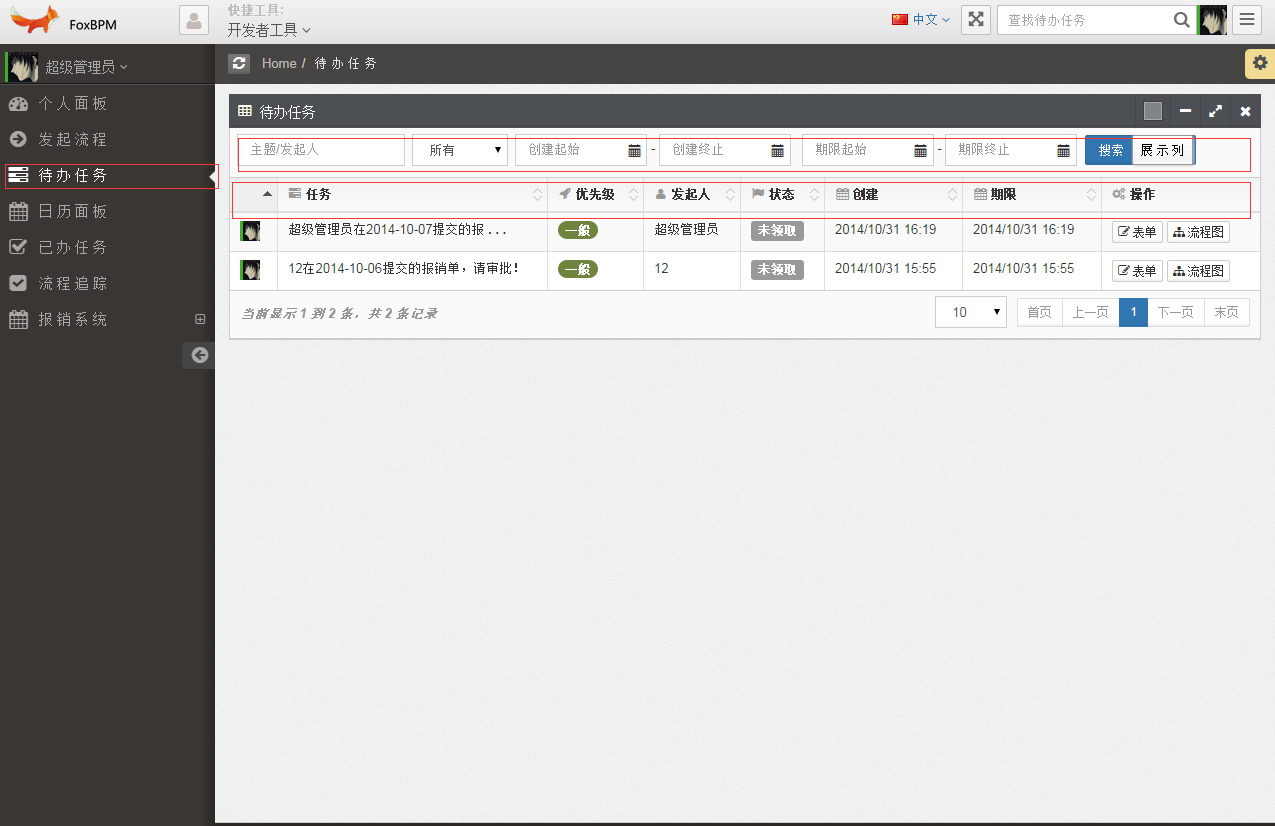 FoxBPM
快捷工具:
开发者工具
中文
查找待办任务
超级管理员
Home / 待办任务
个人面板
发起流程
待办任务
日历面板
已办任务
流程追踪
报销系统
待办任务
主题/发起人 所有 创建起始 - 创建终止 期限起始 - 期限终止 搜索 展示列
任务 优先级 发起人 状态 创建 期限 操作
超级管理员在2014-10-07提交的报 . . . 一般 超级管理员 未领取 2014/10/31 16:19 2014/10/31 16:19 表单 流程图
12在2014-10-06提交的报销单，请审批！ 一般 12 未领取 2014/10/31 15:55 2014/10/31 15:55 表单 流程图
当前显示 1 到 2 条，共 2 条记录 10 首页 上一页 1 下一页 末页